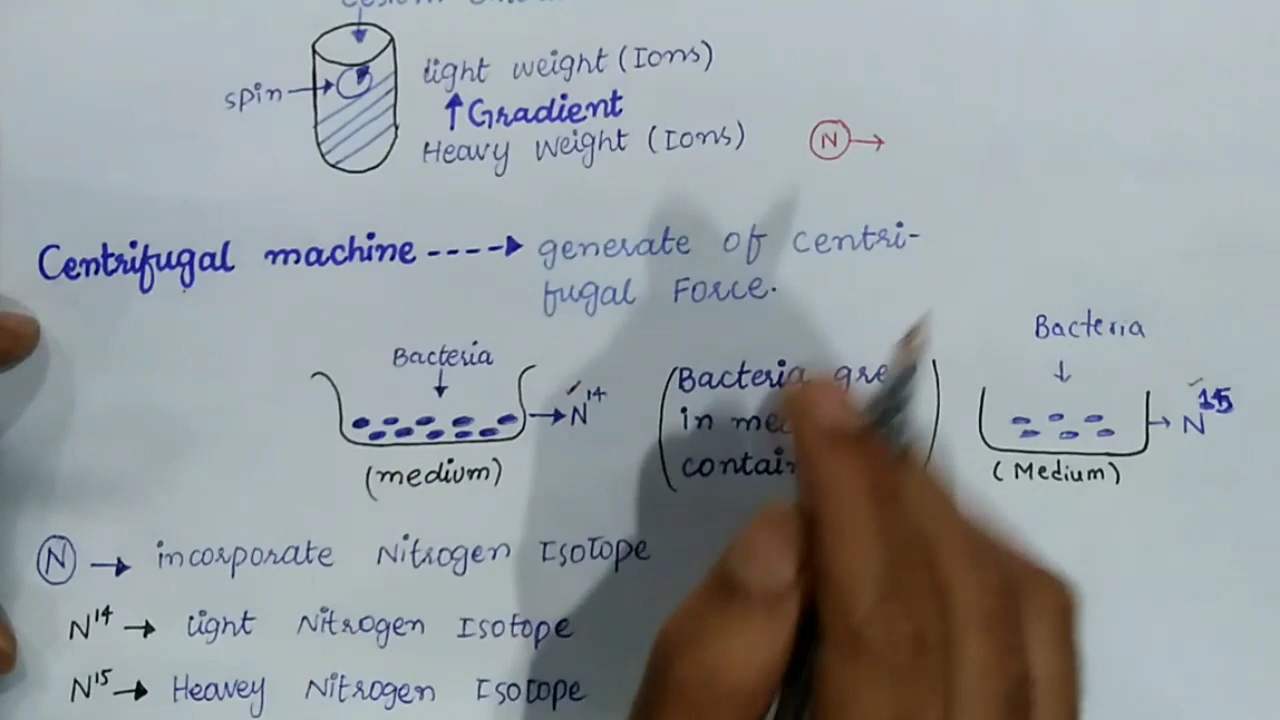 light weight (Ions)
spin
Gradient
Heavy weight (Ions)
N
Centrifugal machine
generate of centri-
fugal Force.
Bacteria
N14
(medium)
(Bacteria
in
Bacteria
N15
(Medium)
N incorporate Nitrogen Isotope
N14 → light Nitrogen Isotope
N15 → Heavey Nitrogen Isotope